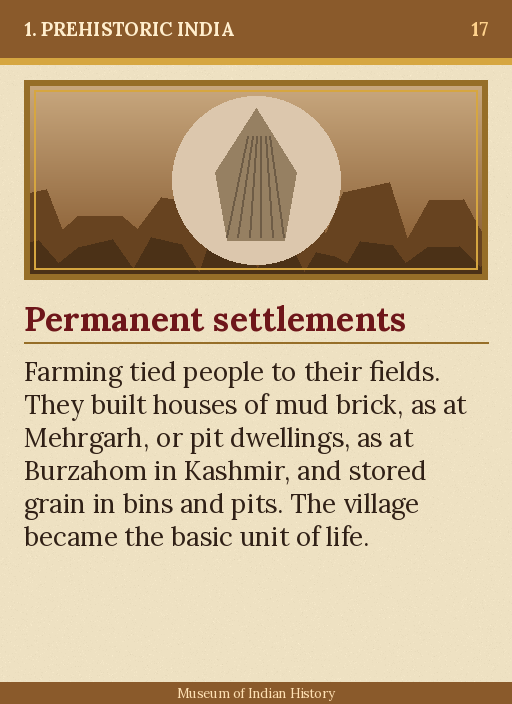 1. PREHISTORIC INDIA 17
Permanent settlements
Farming tied people to their fields.
They built houses of mud brick, as at
Mehrgarh, or pit dwellings, as at
Burzahom in Kashmir, and stored
grain in bins and pits. The village
became the basic unit of life.
Museum of Indian History